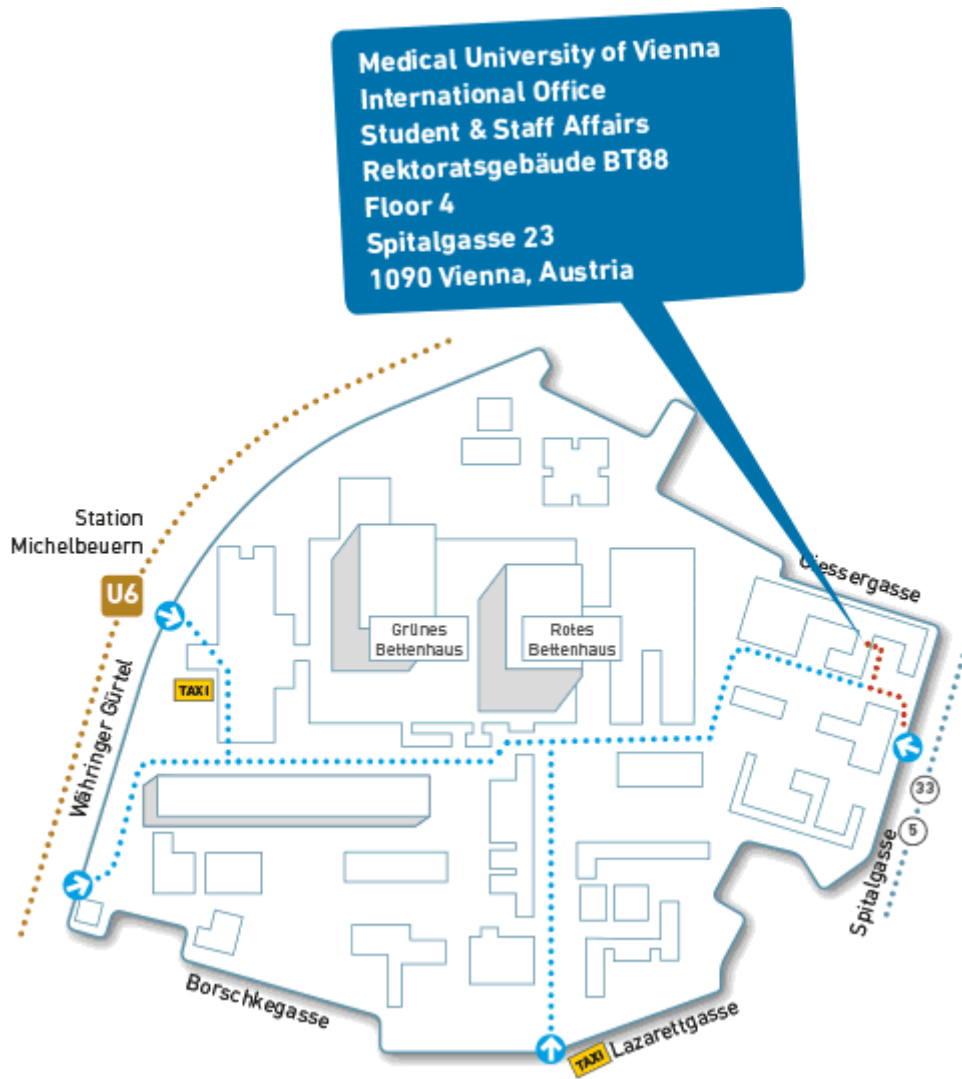 Medical University of Vienna
International Office
Student & Staff Affairs
Rektoratsgebäude BT88
Floor 4
Spitalgasse 23
1090 Vienna, Austria
Station
Michelbeuern
U6
Giessergasse
Grünes
Bettenhaus
Rotes
Bettenhaus
TAXI
Währinger Gürtel
33
5
Spitalgasse
Borschkegasse
TAXI
Lazarettgasse